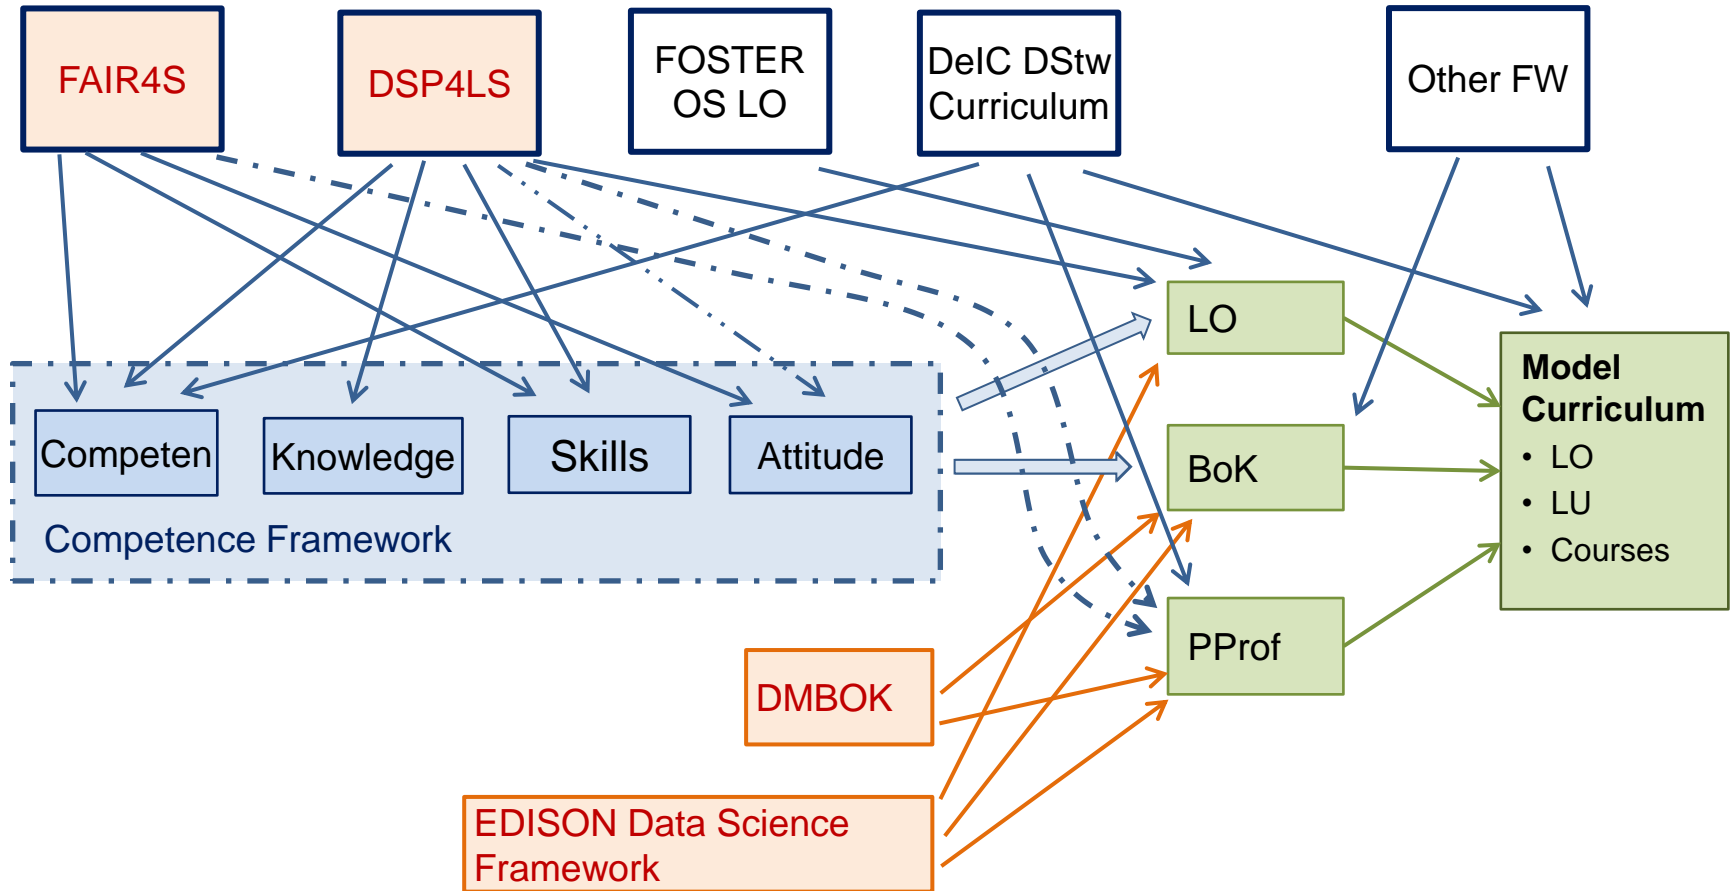 FAIR4S
DSP4LS
FOSTER
OS LO
DeIC DStw
Curriculum
Other FW
LO
Model
Curriculum
• LO
• LU
• Courses
Competen
Knowledge
Skills
Attitude
BoK
Competence Framework
PProf
DMBOK
EDISON Data Science
Framework